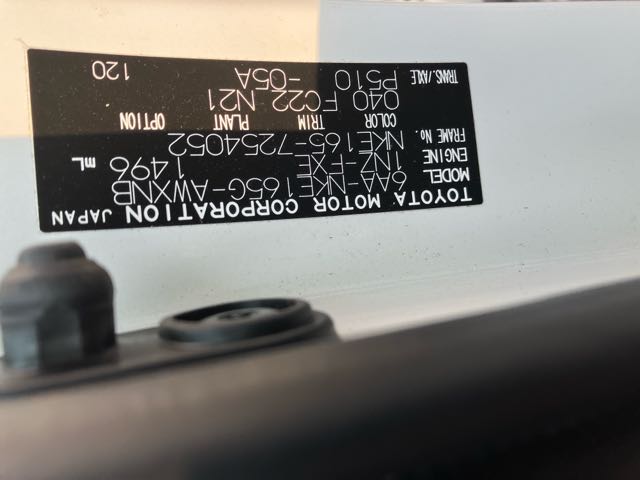 TOYOTA MOTOR CORPORATION JAPAN
MODEL 6AA-NKE165G-AWXNB
ENGINE 1NZ-FXE 1496 mL
FRAME No. NKE165-7254052
COLOR TRIM PLANT OPTION
040 FC22 N21
TRANS./AXLE P510 -05A 120